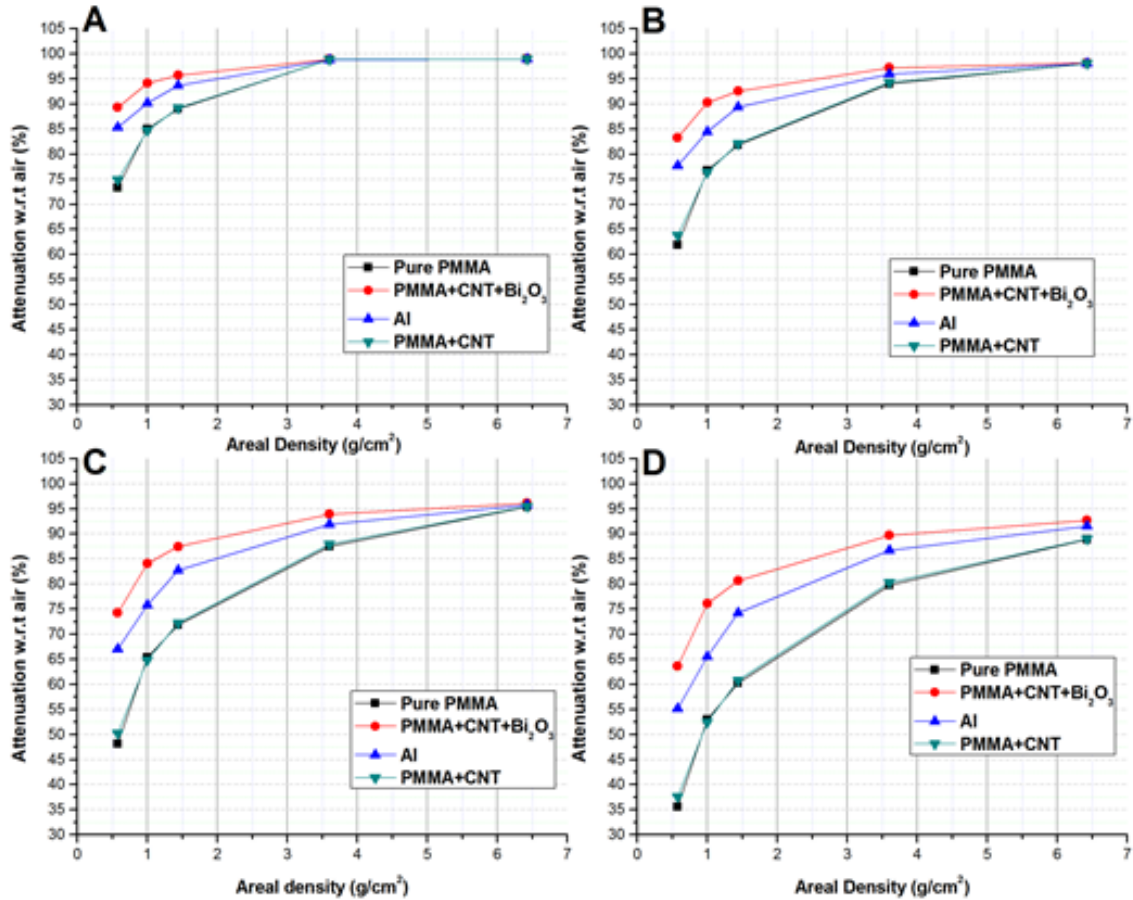 A
105
100
95
90
85
80
75
70
65
60
55
50
45
40
35
30
Attenuation w.r.t air (%)
Pure PMMA
PMMA+CNT+Bi₂O₃
Al
PMMA+CNT
0 1 2 3 4 5 6 7
Areal Density (g/cm²)
B
105
100
95
90
85
80
75
70
65
60
55
50
45
40
35
30
Attenuation w.r.t air (%)
Pure PMMA
PMMA+CNT+Bi₂O₃
Al
PMMA+CNT
0 1 2 3 4 5 6 7
Areal Density (g/cm²)
C
105
100
95
90
85
80
75
70
65
60
55
50
45
40
35
30
Attenuation w.r.t air (%)
Pure PMMA
PMMA+CNT+Bi₂O₃
Al
PMMA+CNT
0 1 2 3 4 5 6 7
Areal density (g/cm²)
D
105
100
95
90
85
80
75
70
65
60
55
50
45
40
35
30
Attenuation w.r.t air (%)
Pure PMMA
PMMA+CNT+Bi₂O₃
Al
PMMA+CNT
0 1 2 3 4 5 6 7
Areal Density (g/cm²)